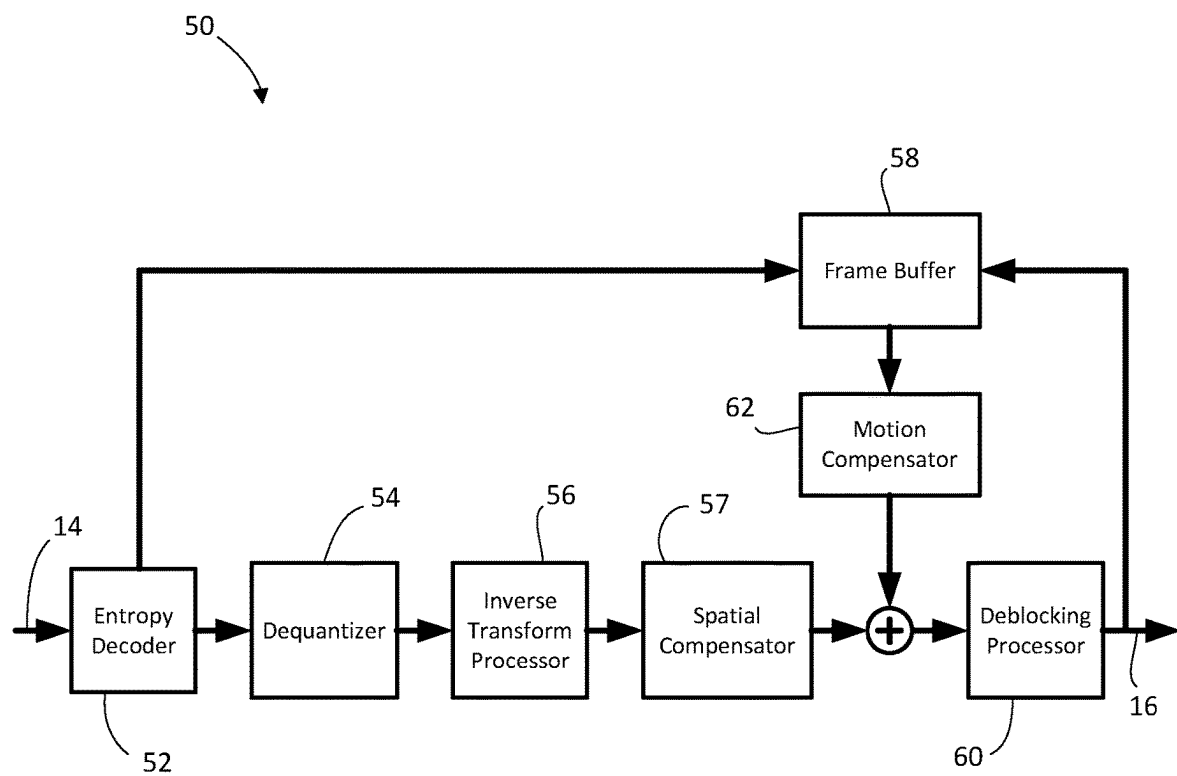 50
58
Frame Buffer
62
Motion
Compensator
14
54
56
57
Entropy
Decoder
Dequantizer
Inverse
Transform
Processor
Spatial
Compensator
+
Deblocking
Processor
52
60
16